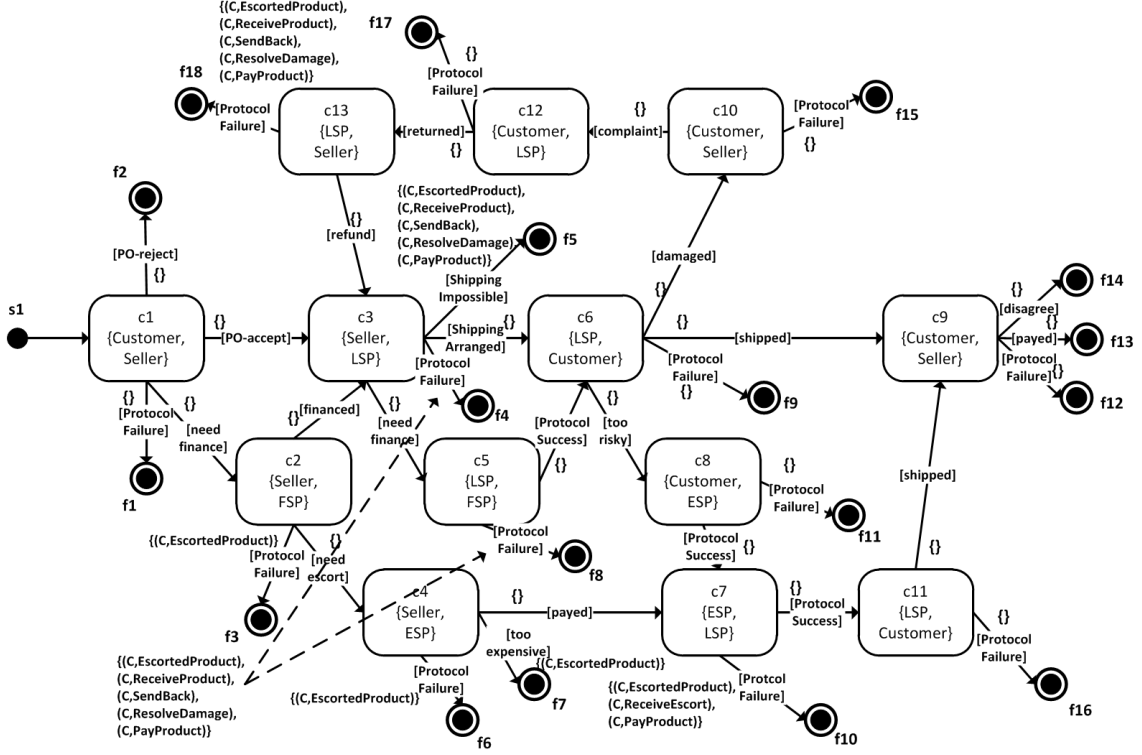 {(C,EscortedProduct),
(C,ReceiveProduct),
(C,SendBack),
(C,ResolveDamage),
(C,PayProduct)}
f17
{}
[Protocol
Failure]
f18
[Protocol
Failure]
c13
{LSP,
Seller}
[returned]
{}
c12
{Customer,
LSP}
{}
[complaint]
c10
{Customer,
Seller}
[Protocol
Failure]
{}
f15
f2
[PO-reject]
{}
{}
[refund]
{(C,EscortedProduct),
(C,ReceiveProduct),
(C,SendBack),
(C,ResolveDamage),
(C,PayProduct)}
f5
[Shipping
Impossible]
[damaged]
{}
s1
c1
{Customer,
Seller}
{}
[PO-accept]
c3
{Seller,
LSP}
[Shipping
Arranged]
{}
c6
{LSP,
Customer}
{}
[shipped]
c9
{Customer,
Seller}
{}
[disagree]
f14
{}
[payed]
f13
[Protocol
Failure]
{}
f12
{}
[Protocol
Failure]
f1
{}
[need
finance]
{}
[financed]
{}
[need
finance]
[Protocol
Failure]
f4
[Protocol
Success]
{}
{}
[too
risky]
[Protocol
Failure]
{}
f9
c2
{Seller,
FSP}
c5
{LSP,
FSP}
c8
{Customer,
ESP}
{}
[Protocol
Failure]
f11
[shipped]
{}
{(C,EscortedProduct)}
[Protocol
Failure]
f3
{}
[need
escort]
[Protocol
Failure]
f8
[Protocol
Success]
{}
c4
{Seller,
ESP}
{}
[payed]
c7
{ESP,
LSP}
{}
[Protocol
Success]
c11
{LSP,
Customer}
{}
[Protocol
Failure]
f16
{(C,EscortedProduct),
(C,ReceiveProduct),
(C,SendBack),
(C,ResolveDamage),
(C,PayProduct)}
{(C,EscortedProduct)}
[Protocol
Failure]
f6
[too
expensive]
{(C,EscortedProduct)}
f7
{(C,EscortedProduct),
(C,ReceiveEscort),
(C,PayProduct)}
[Protcol
Failure]
f10